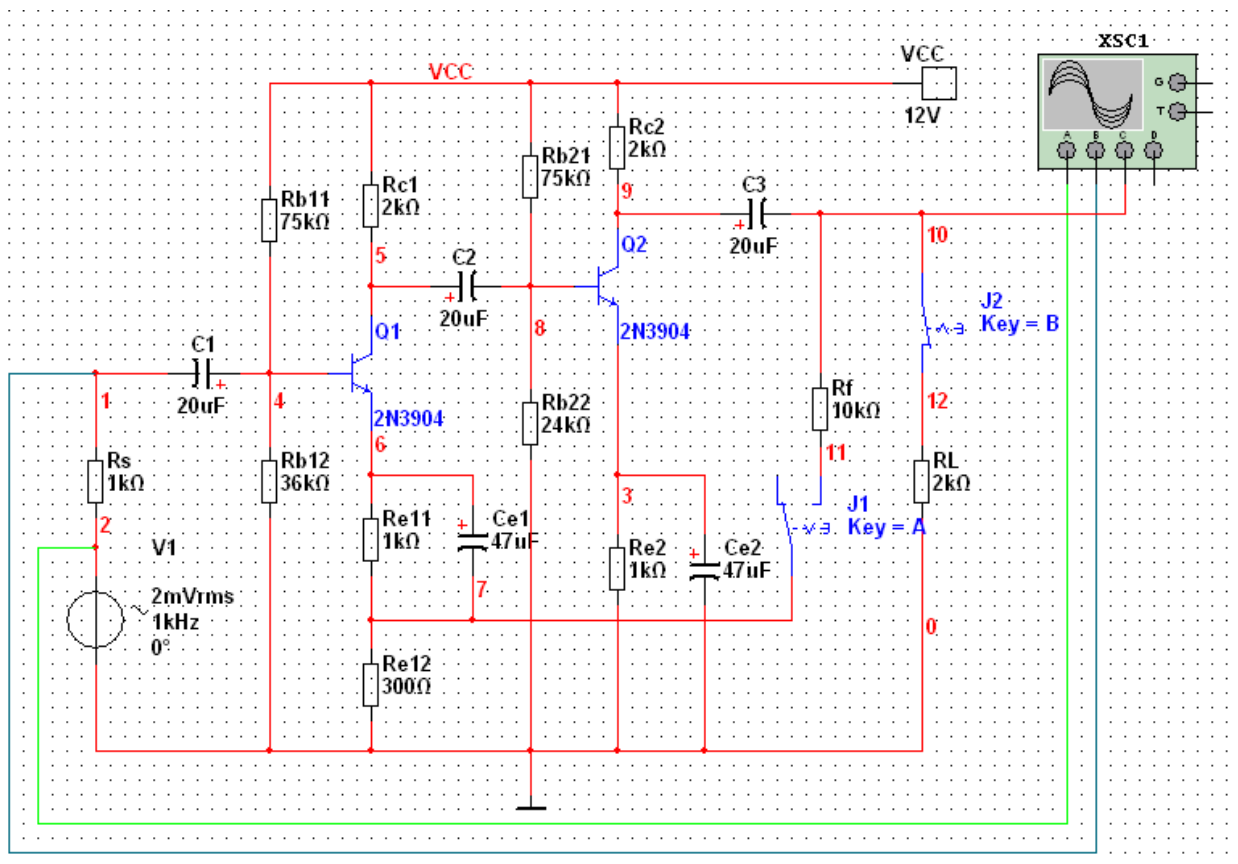 XSC1
G
T
A
B
C
D
VCC
12V
VCC
Rc2
2kΩ
Rb21
75kΩ
Rc1
2kΩ
Rb11
75kΩ
9
C3
20uF
10
5
C2
20uF
Q2
2N3904
8
J2
Key = B
Q1
2N3904
C1
20uF
1
4
6
Rf
10kΩ
12
Rb22
24kΩ
11
Rs
1kΩ
Rb12
36kΩ
RL
2kΩ
3
J1
Key = A
Re11
1kΩ
Ce1
47uF
2
V1
2mVrms
1kHz
0°
Re2
1kΩ
Ce2
47uF
7
0
Re12
300Ω